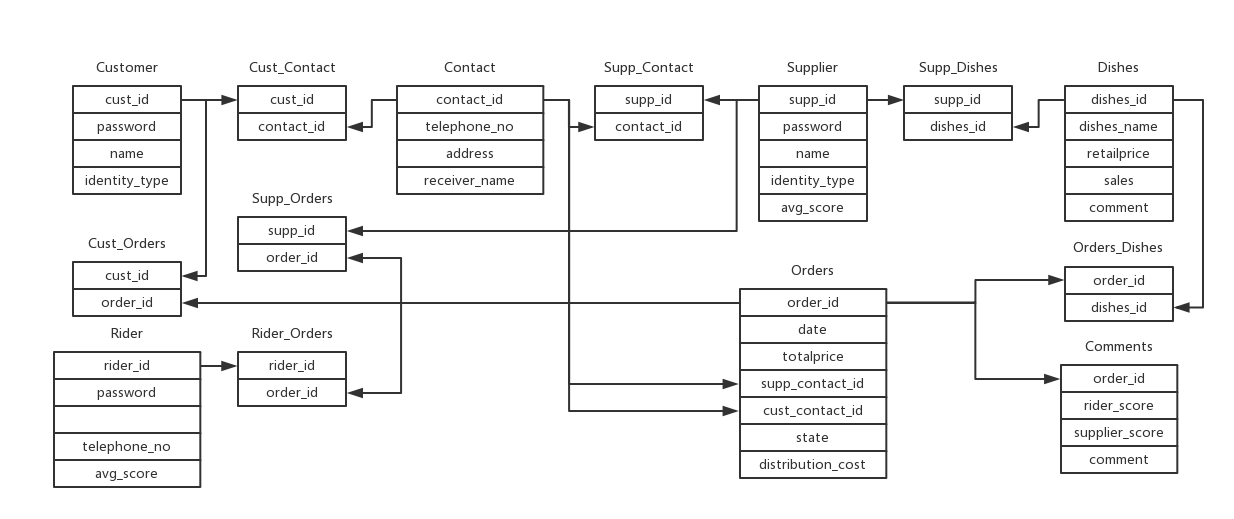 Customer
cust_id
password
name
identity_type
Cust_Contact
cust_id
contact_id
Contact
contact_id
telephone_no
address
receiver_name
Supp_Contact
supp_id
contact_id
Supplier
supp_id
password
name
identity_type
avg_score
Supp_Dishes
supp_id
dishes_id
Dishes
dishes_id
dishes_name
retailprice
sales
comment
Supp_Orders
supp_id
order_id
Cust_Orders
cust_id
order_id
Orders
order_id
date
totalprice
supp_contact_id
cust_contact_id
state
distribution_cost
Orders_Dishes
order_id
dishes_id
Rider
rider_id
password
telephone_no
avg_score
Rider_Orders
rider_id
order_id
Comments
order_id
rider_score
supplier_score
comment